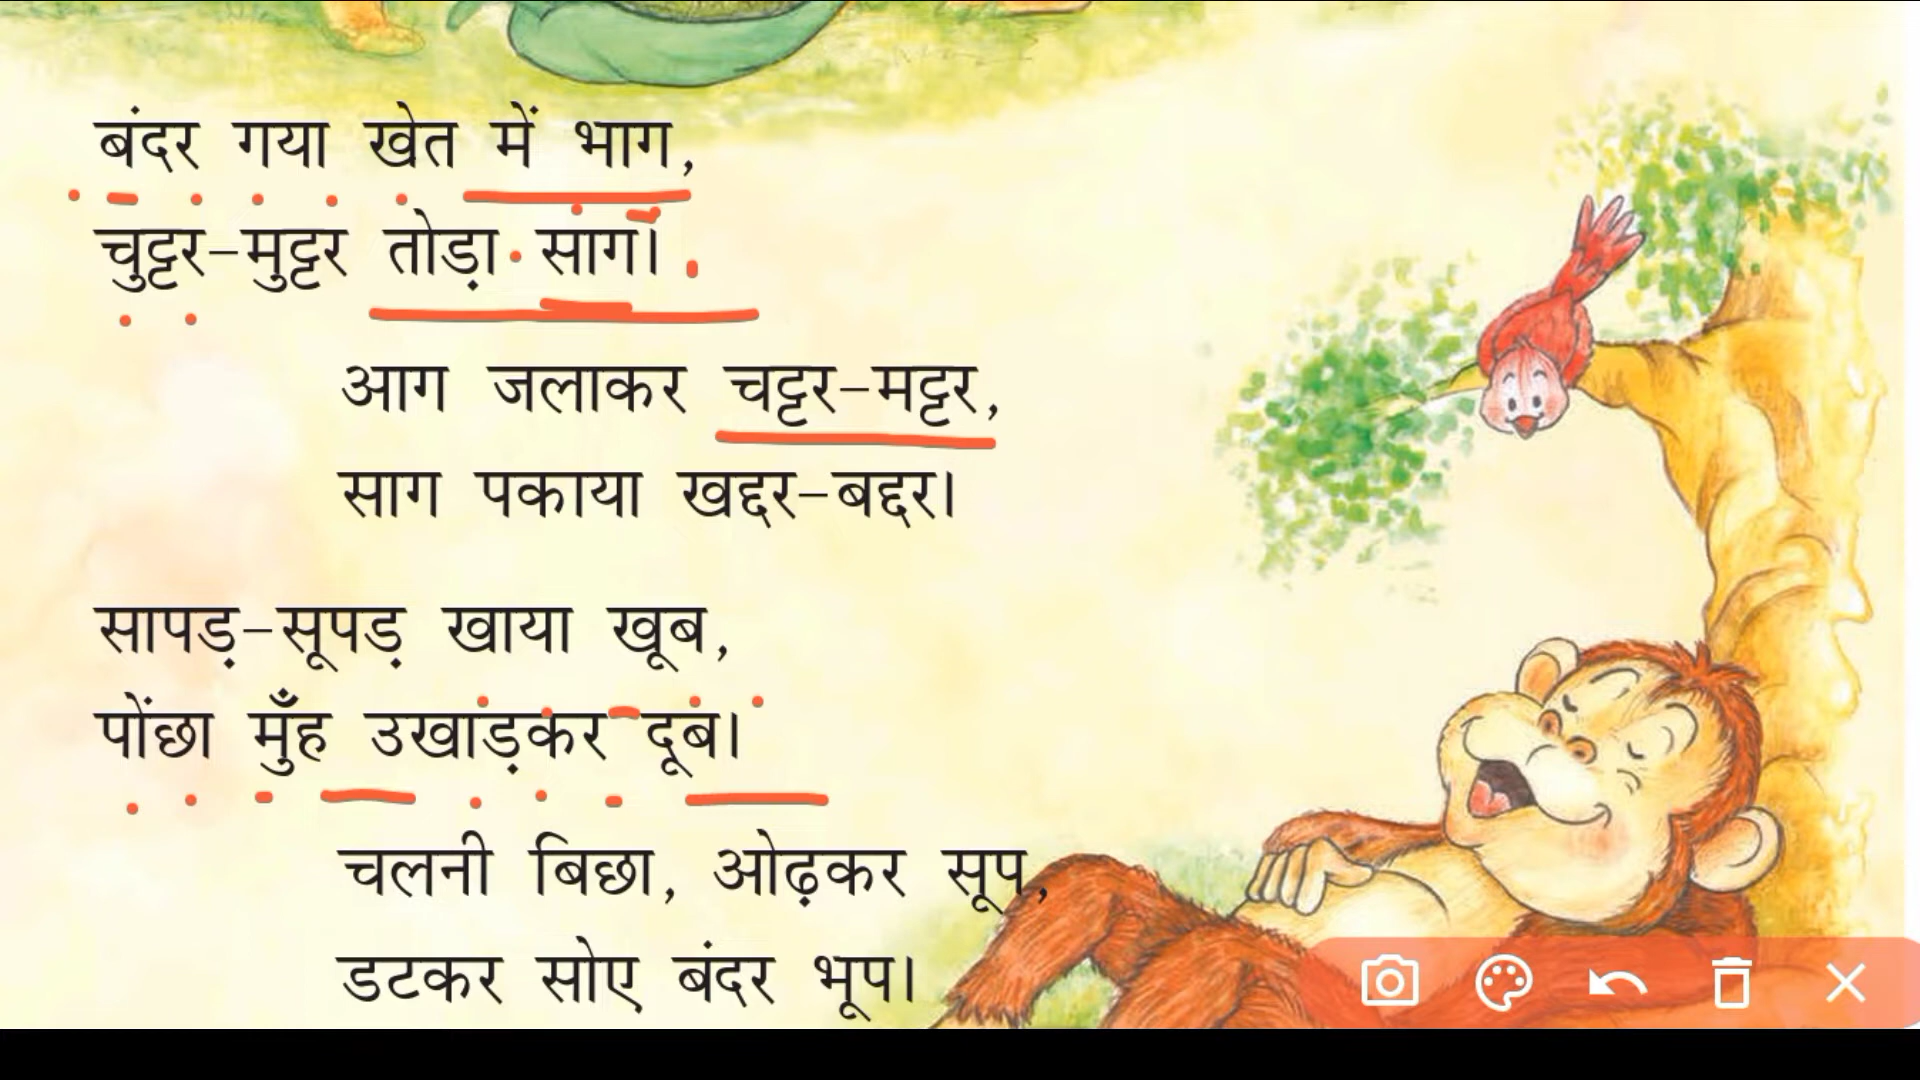 बंदर गया खेत में भाग,
चुट्टर-मुट्टर तोड़ा साग।
आग जलाकर चट्टर-मट्टर,
साग पकाया खद्दर-बद्दर।
सापड़-सूपड़ खाया खूब,
पोंछा मुँह उखाड़कर दूब।
चलनी बिछा, ओढ़कर सूप,
डटकर सोए बंदर भूप।